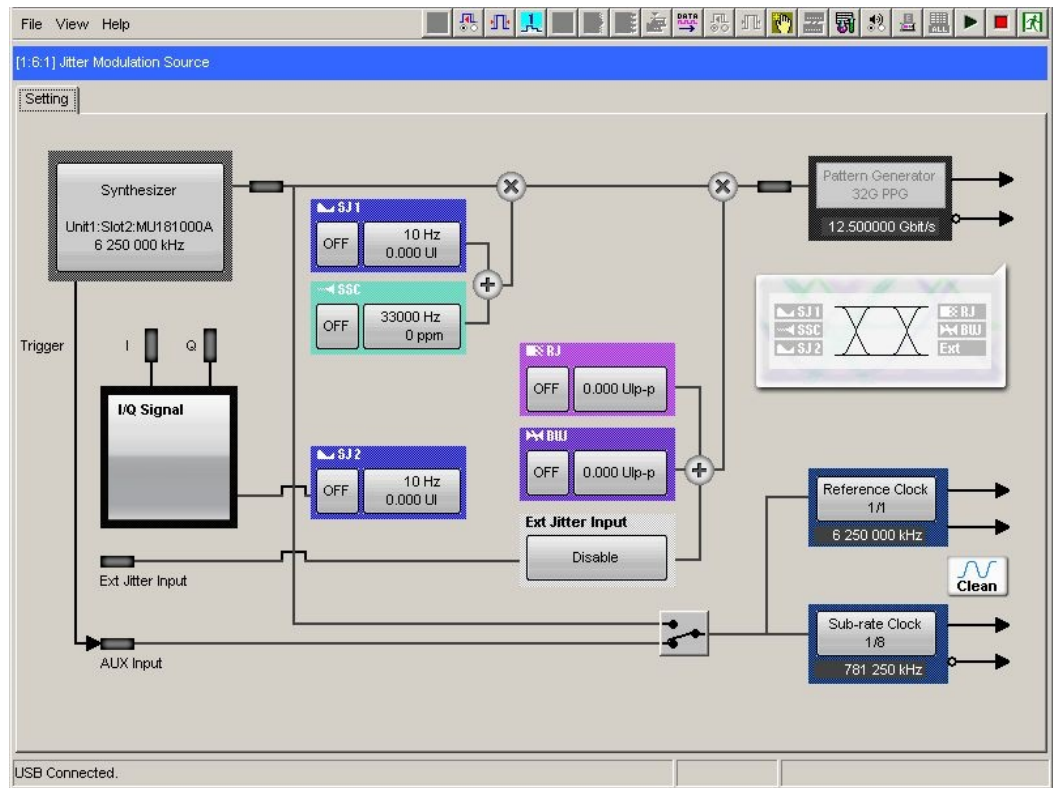 File View Help
DATA
ALL
[1:6:1] Jitter Modulation Source
Setting
Synthesizer
Unit1:Slot2:MU181000A
6 250 000 kHz
SJ1
OFF
10 Hz
0.000 UI
SSC
OFF
33000 Hz
0 ppm
Pattern Generator
32G PPG
12.500000 Gbit/s
SJ1
SSC
SJ2
RJ
BUJ
Ext
Trigger
I
Q
I/Q Signal
SJ2
OFF
10 Hz
0.000 UI
RJ
OFF
0.000 UIp-p
BUJ
OFF
0.000 UIp-p
Ext Jitter Input
Disable
Ext Jitter Input
AUX Input
Reference Clock
1/1
6 250 000 kHz
Clean
Sub-rate Clock
1/8
781 250 kHz
USB Connected.